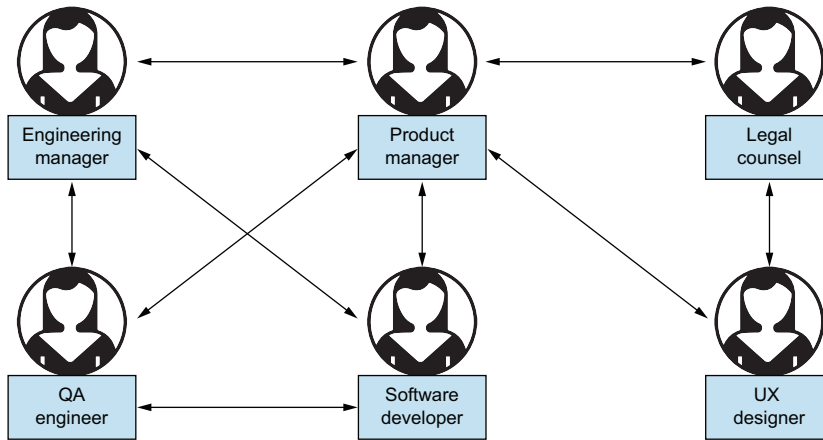 Engineering
manager
Product
manager
Legal
counsel
QA
engineer
Software
developer
UX
designer